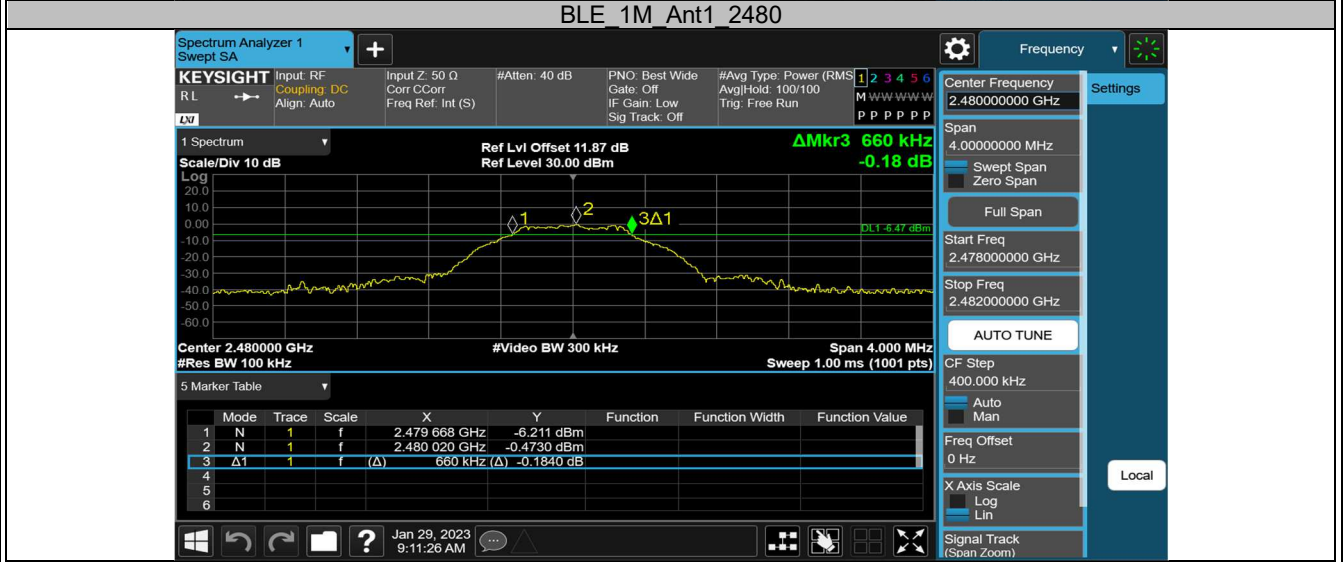 BLE_1M_Ant1_2480
Spectrum Analyzer 1
Swept SA
+
Frequency
KEYSIGHT
RL
LXI
Input: RF
Coupling: DC
Align: Auto
Input Z: 50 Ω
Corr CCorr
Freq Ref: Int (S)
#Atten: 40 dB
PNO: Best Wide
Gate: Off
IF Gain: Low
Sig Track: Off
#Avg Type: Power (RMS
Avg|Hold: 100/100
Trig: Free Run
1 2 3 4 5 6
M W W W W W
P P P P P P
1 Spectrum
Scale/Div 10 dB
Ref Lvl Offset 11.87 dB
Ref Level 30.00 dBm
ΔMkr3 660 kHz
-0.18 dB
Log
20.0
10.0
0.00
-10.0
-20.0
-30.0
-40.0
-50.0
-60.0
1
2
3Δ1
DL1 -6.47 dBm
Center 2.480000 GHz
#Res BW 100 kHz
#Video BW 300 kHz
Span 4.000 MHz
Sweep 1.00 ms (1001 pts)
5 Marker Table
Mode Trace Scale X Y Function Function Width Function Value
1 N 1 f 2.479 668 GHz -6.211 dBm
2 N 1 f 2.480 020 GHz -0.4730 dBm
3 Δ1 1 f (Δ) 660 kHz (Δ) -0.1840 dB
4
5
6
?
Jan 29, 2023
9:11:26 AM
Center Frequency
2.480000000 GHz
Settings
Span
4.00000000 MHz
Swept Span
Zero Span
Full Span
Start Freq
2.478000000 GHz
Stop Freq
2.482000000 GHz
AUTO TUNE
CF Step
400.000 kHz
Auto
Man
Freq Offset
0 Hz
X Axis Scale
Log
Lin
Local
Signal Track
(Span Zoom)